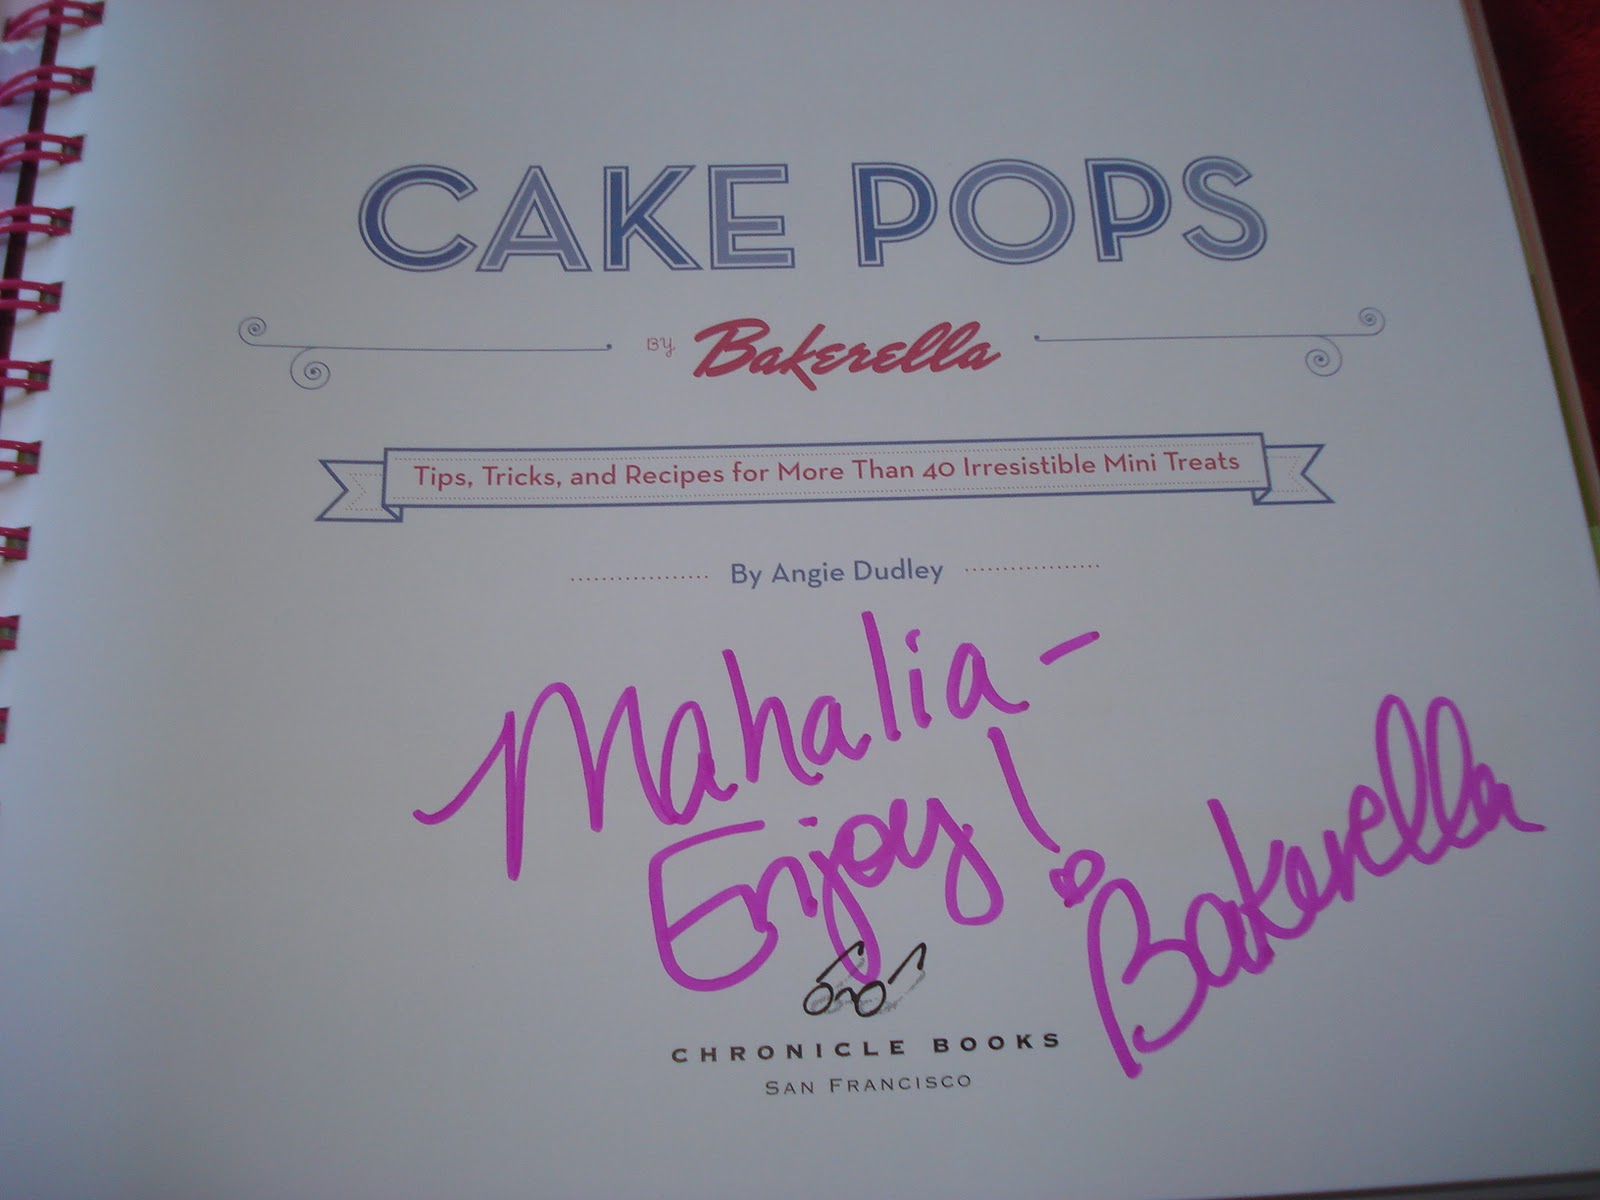 CAKE POPS
BY Bakerella
Tips, Tricks, and Recipes for More Than 40 Irresistible Mini Treats
By Angie Dudley
Mahalia -
Enjoy!
Bakerella
CHRONICLE BOOKS
SAN FRANCISCO